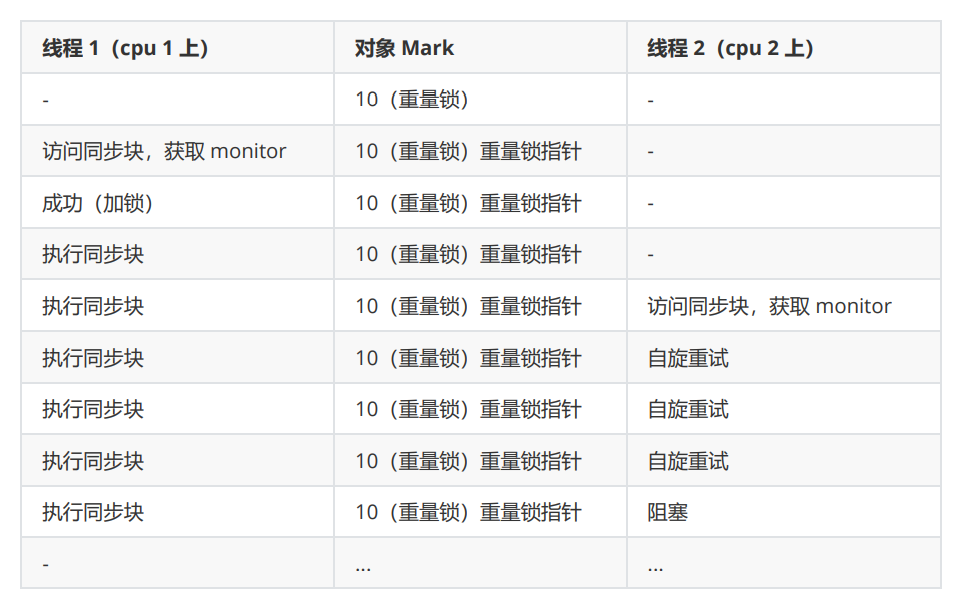 线程 1（cpu 1 上） 对象 Mark 线程 2（cpu 2 上）
- 10（重量锁） -
访问同步块，获取 monitor 10（重量锁）重量锁指针 -
成功（加锁） 10（重量锁）重量锁指针 -
执行同步块 10（重量锁）重量锁指针 -
执行同步块 10（重量锁）重量锁指针 访问同步块，获取 monitor
执行同步块 10（重量锁）重量锁指针 自旋重试
执行同步块 10（重量锁）重量锁指针 自旋重试
执行同步块 10（重量锁）重量锁指针 自旋重试
执行同步块 10（重量锁）重量锁指针 阻塞
- ... ...